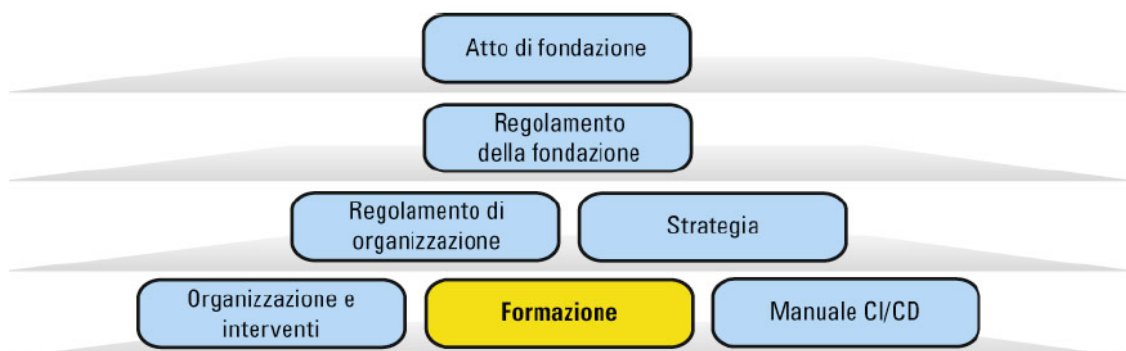 Atto di fondazione
Regolamento
della fondazione
Regolamento di
organizzazione
Strategia
Organizzazione e
interventi
Formazione
Manuale CI/CD